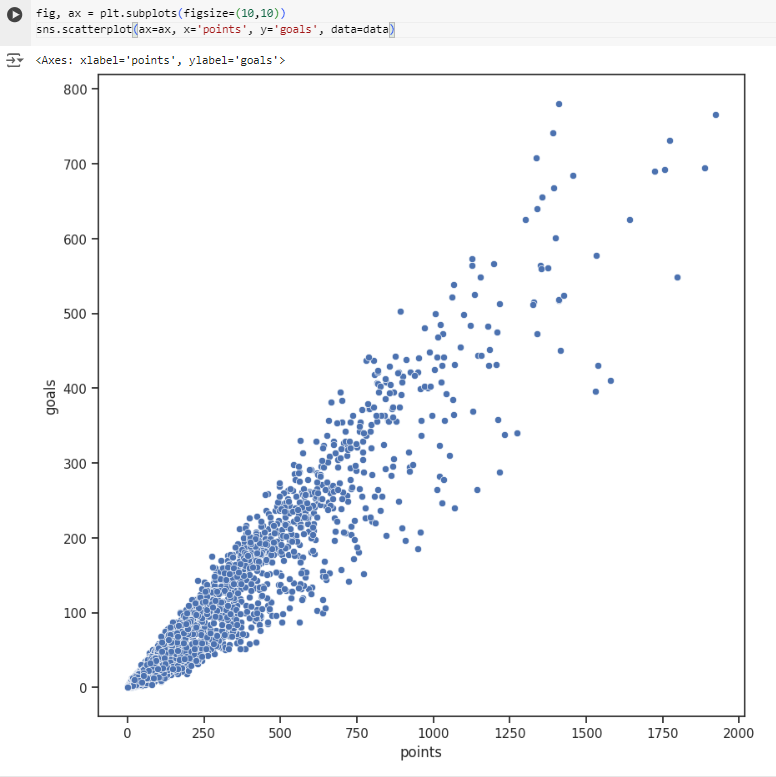 fig, ax = plt.subplots(figsize=(10,10))
sns.scatterplot(ax=ax, x='points', y='goals', data=data)
<Axes: xlabel='points', ylabel='goals'>
800
700
600
500
400
300
200
100
0
goals
0 250 500 750 1000 1250 1500 1750 2000
points